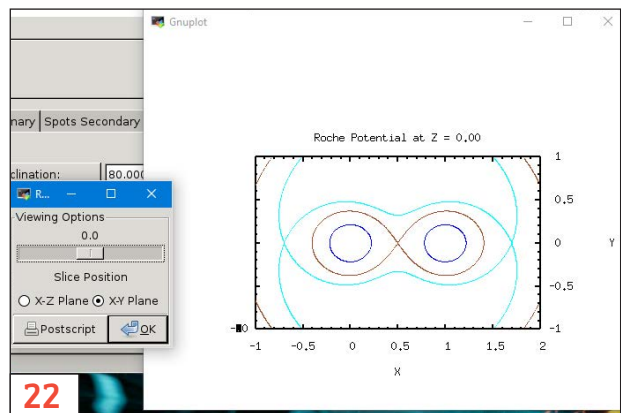 Gnuplot
nary
Spots Secondary
clination:
80.000
R...
Viewing Options
0.0
Slice Position
X-Z Plane
X-Y Plane
Postscript
OK
Roche Potential at Z = 0.00
1
0.5
0
-0.5
-1
Y
-1 -0.5 0 0.5 1 1.5 2
X
22